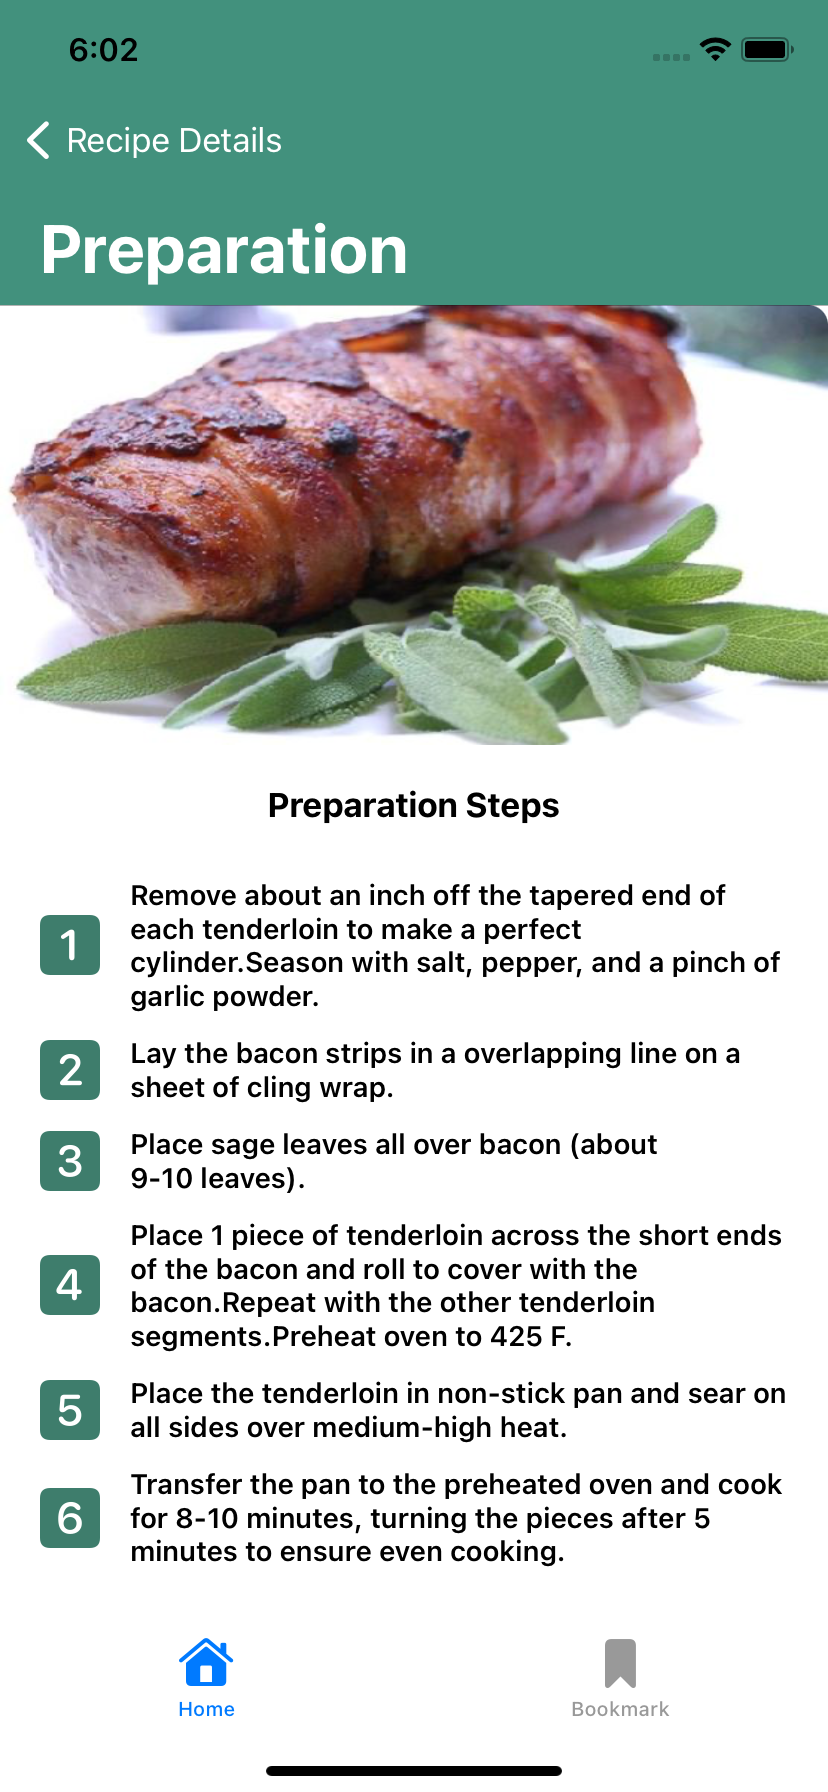 6:02
Recipe Details
Preparation
Preparation Steps
1
Remove about an inch off the tapered end of
each tenderloin to make a perfect
cylinder.Season with salt, pepper, and a pinch of
garlic powder.
2
Lay the bacon strips in a overlapping line on a
sheet of cling wrap.
3
Place sage leaves all over bacon (about
9-10 leaves).
4
Place 1 piece of tenderloin across the short ends
of the bacon and roll to cover with the
bacon.Repeat with the other tenderloin
segments.Preheat oven to 425 F.
5
Place the tenderloin in non-stick pan and sear on
all sides over medium-high heat.
6
Transfer the pan to the preheated oven and cook
for 8-10 minutes, turning the pieces after 5
minutes to ensure even cooking.
Home
Bookmark